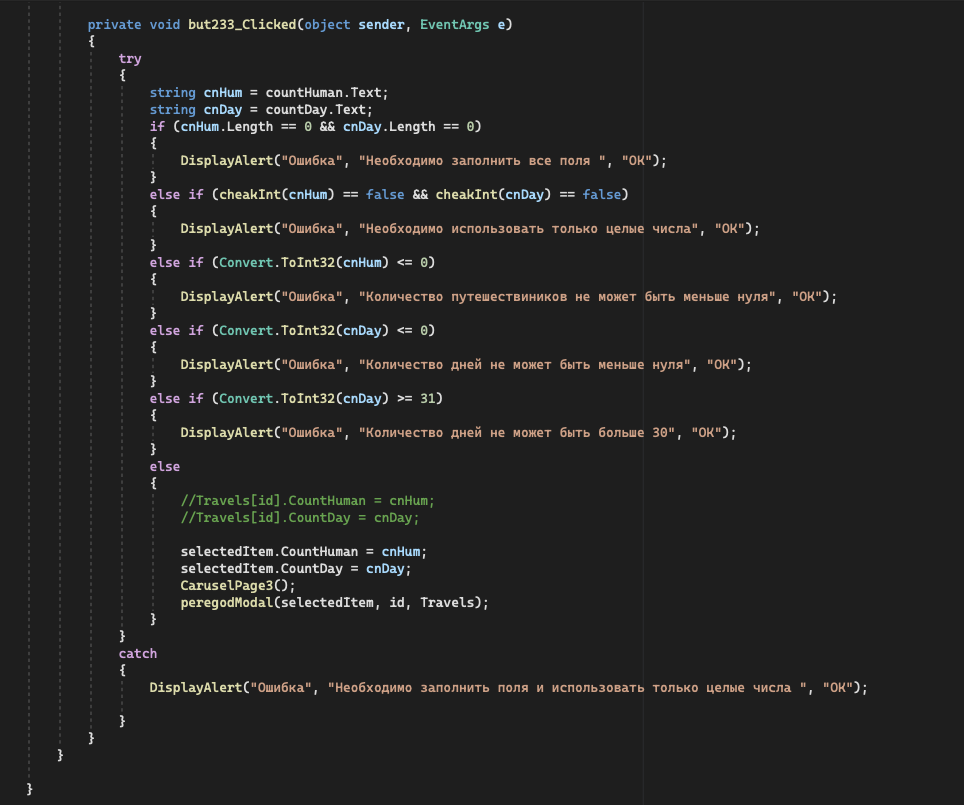 private void but233_Clicked(object sender, EventArgs e)
{
try
{
string cnHum = countHuman.Text;
string cnDay = countDay.Text;
if (cnHum.Length == 0 && cnDay.Length == 0)
{
DisplayAlert("Ошибка", "Необходимо заполнить все поля ", "ОК");
}
else if (cheakInt(cnHum) == false && cheakInt(cnDay) == false)
{
DisplayAlert("Ошибка", "Необходимо использовать только целые числа", "ОК");
}
else if (Convert.ToInt32(cnHum) <= 0)
{
DisplayAlert("Ошибка", "Количество путешествиников не может быть меньше нуля", "ОК");
}
else if (Convert.ToInt32(cnDay) <= 0)
{
DisplayAlert("Ошибка", "Количество дней не может быть меньше нуля", "ОК");
}
else if (Convert.ToInt32(cnDay) >= 31)
{
DisplayAlert("Ошибка", "Количество дней не может быть больше 30", "ОК");
}
else
{
//Travels[id].CountHuman = cnHum;
//Travels[id].CountDay = cnDay;
selectedItem.CountHuman = cnHum;
selectedItem.CountDay = cnDay;
CaruselPage3();
peregodModal(selectedItem, id, Travels);
}
}
catch
{
DisplayAlert("Ошибка", "Необходимо заполнить поля и использовать только целые числа ", "ОК");
}
}
}
}